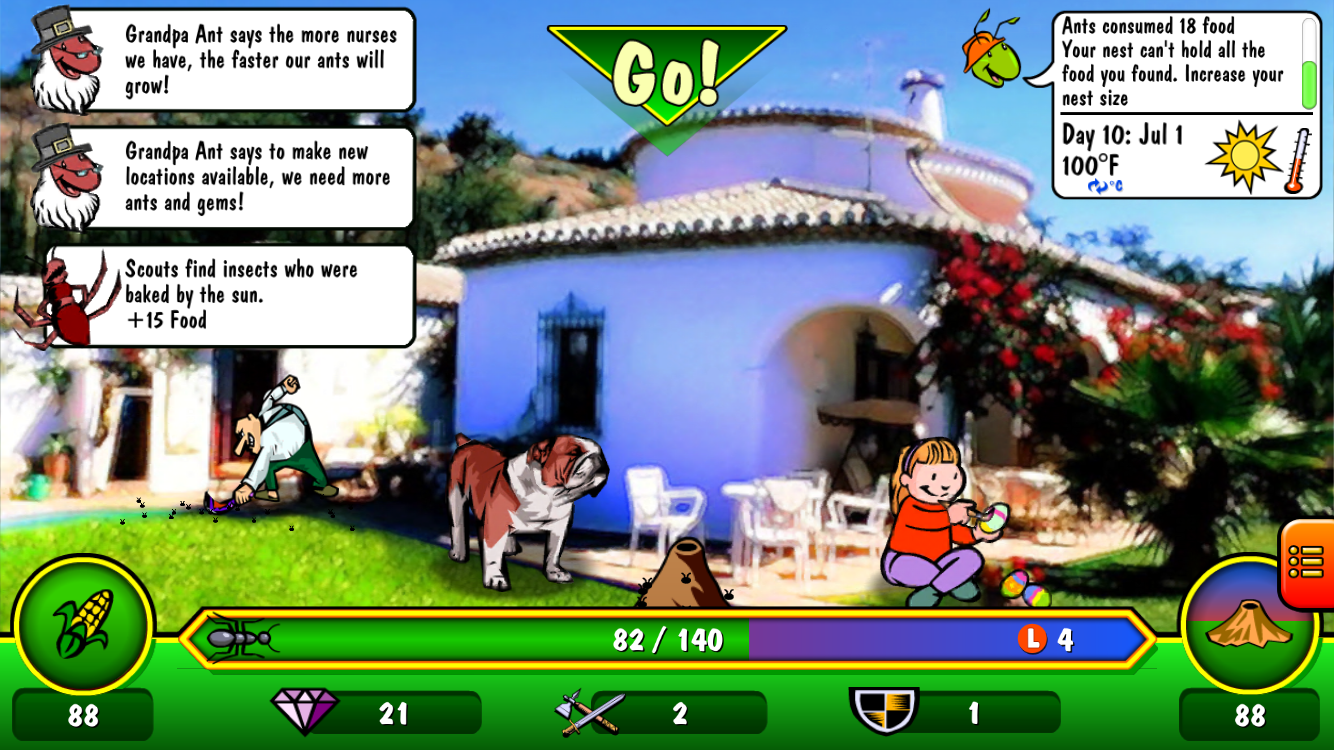 Grandpa Ant says the more nurses
we have, the faster our ants will
grow!
Grandpa Ant says to make new
locations available, we need more
ants and gems!
Scouts find insects who were
baked by the sun.
+15 Food
Go!
Ants consumed 18 food
Your nest can't hold all the
food you found. Increase your
nest size
Day 10: Jul 1
100°F
°C
82 / 140
L 4
88
21
2
1
88